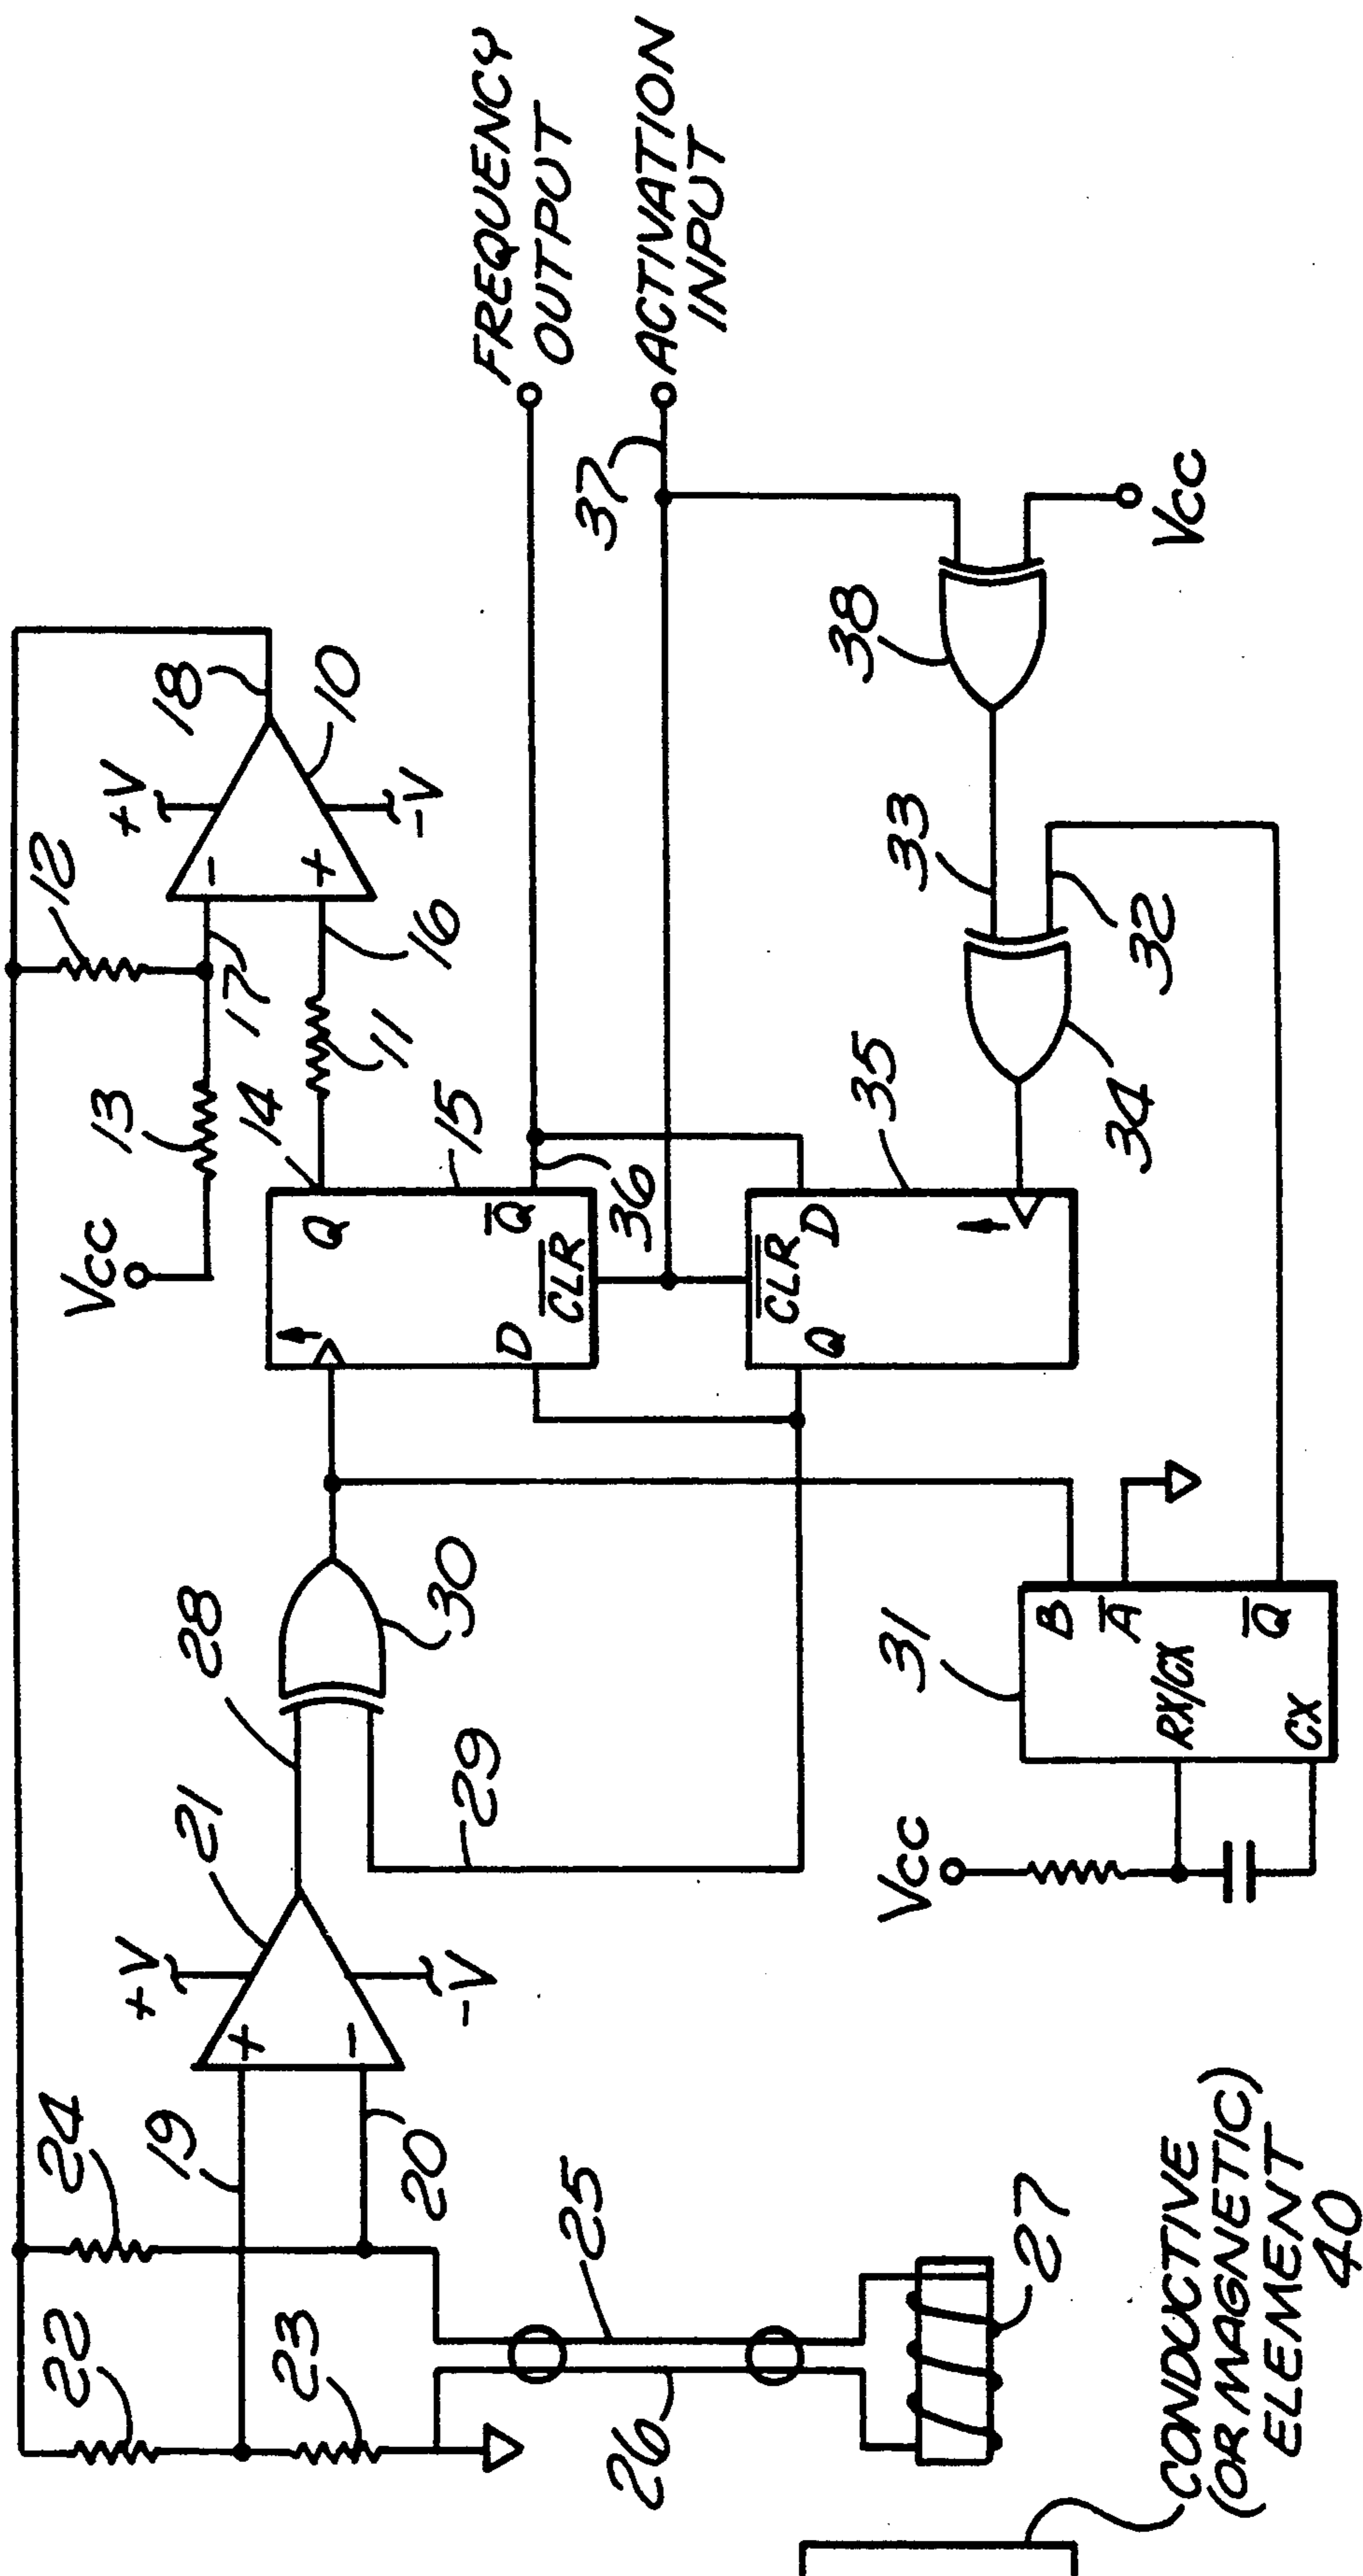 22
24
+V
21
28
Vcc
13
12
+V
18
19
+
−
20
−V
23
30
14
Q
17
−
+
10
−V
16
11
15
Q̅
D
C̅L̅R̅
36
FREQUENCY
OUTPUT
25
26
29
37
ACTIVATION
INPUT
27
Vcc
31
B
A̅
RX/CX
Q̅
CX
C̅L̅R̅
Q
D
35
33
38
34
32
Vcc
CONDUCTIVE
(OR MAGNETIC)
ELEMENT
40